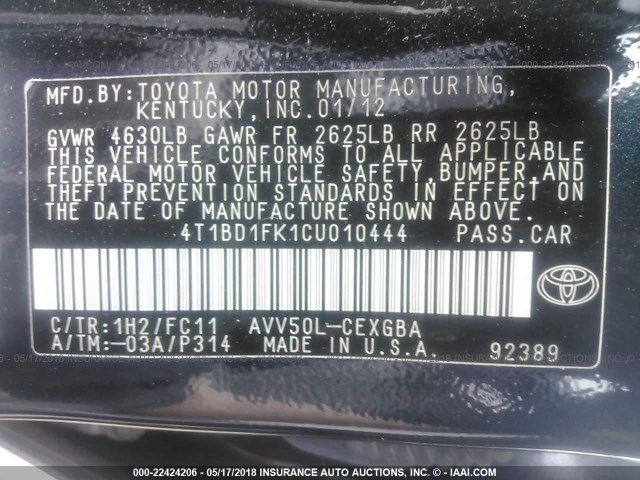 MFD.BY:TOYOTA MOTOR MANUFACTURING,
KENTUCKY,INC.01/12
GVWR 4630LB GAWR FR 2625LB RR 2625LB
THIS VEHICLE CONFORMS TO ALL APPLICABLE
FEDERAL MOTOR VEHICLE SAFETY,BUMPER,AND
THEFT PREVENTION STANDARDS IN EFFECT ON
THE DATE OF MANUFACTURE SHOWN ABOVE.
4T1BD1FK1CU010444 PASS.CAR
C/TR:1H2/FC11 AVV50L-CEXGBA
A/TM:-03A/P314 MADE IN U.S.A. 92389
TOYOTA
00-22424206 - 05/17/2018 INSURANCE AUTO AUCTIONS, INC. - © IAAI.COM